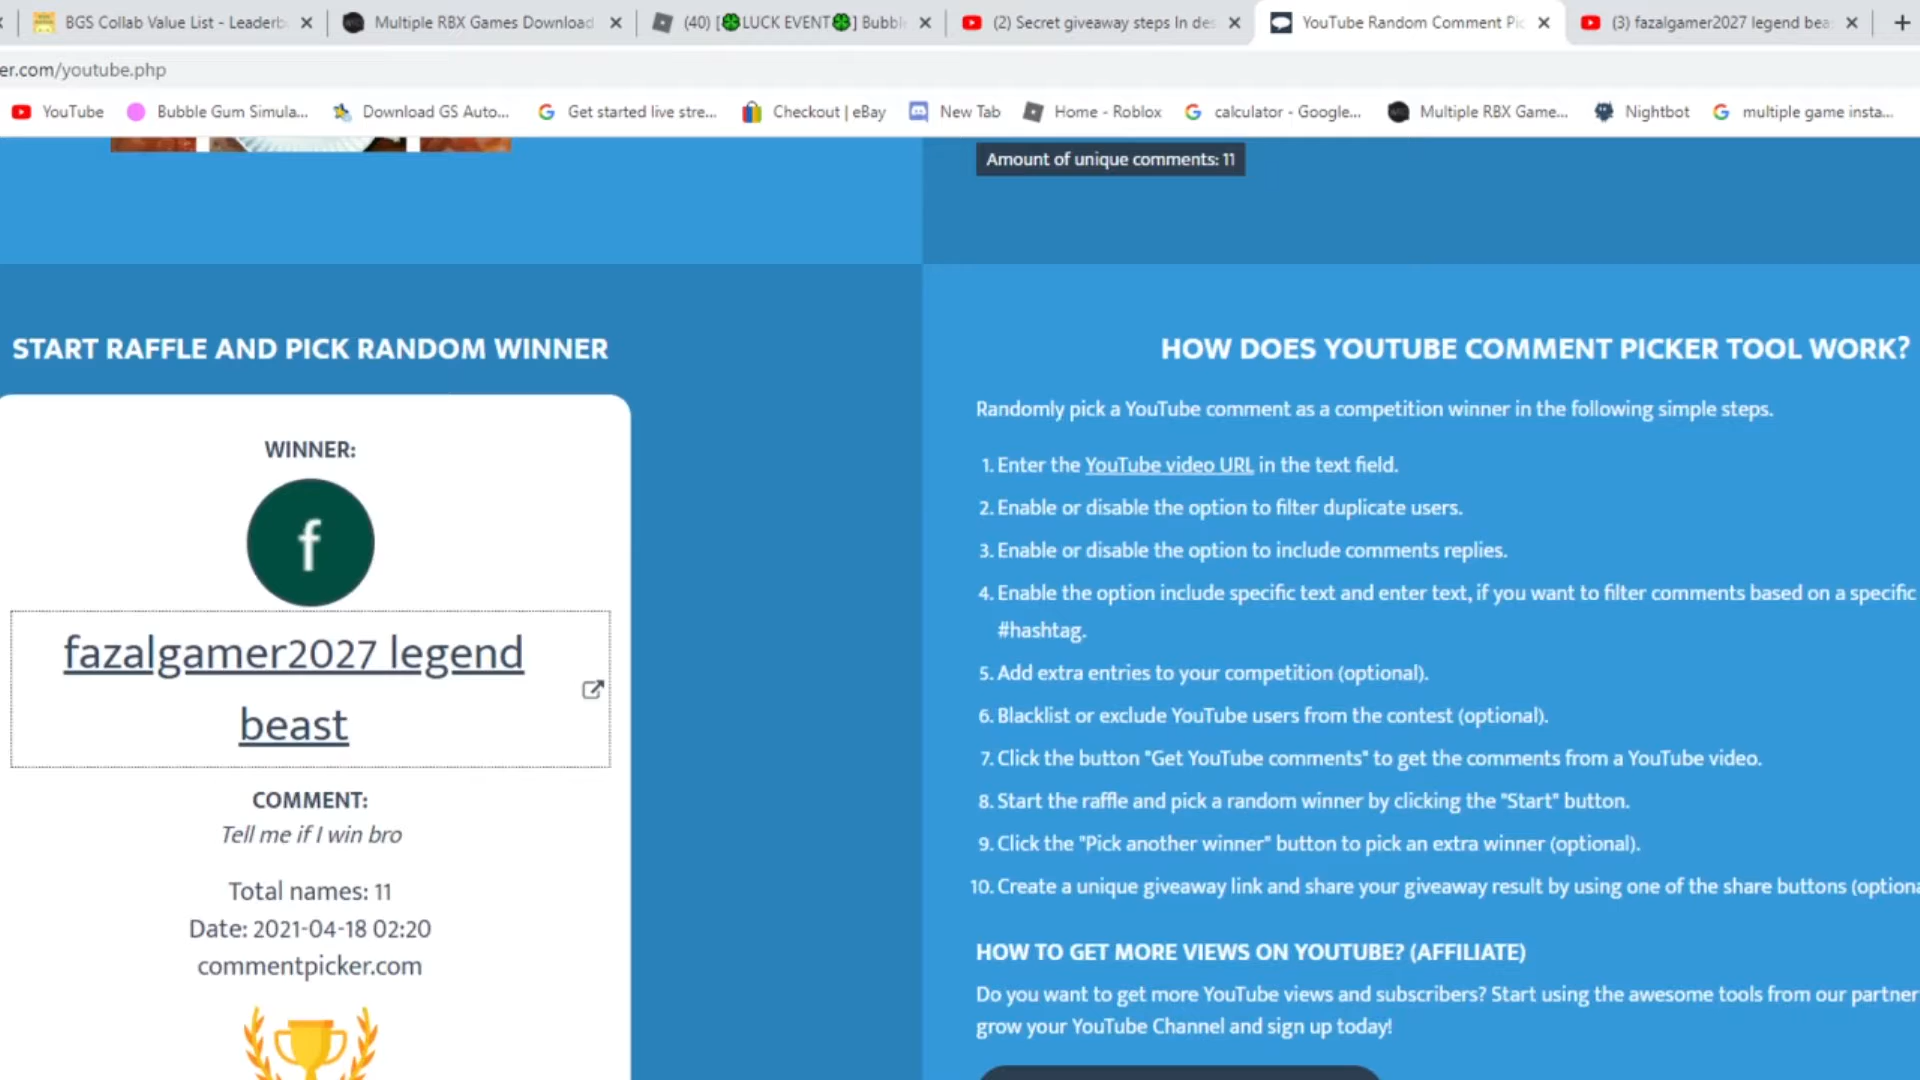 BGS Collab Value List - Leaderb
Multiple RBX Games Download
(40) [🍀LUCK EVENT🍀] Bubbl
(2) Secret giveaway steps In des
YouTube Random Comment Pic
(3) fazalgamer2027 legend bea
er.com/youtube.php
YouTube
Bubble Gum Simula...
Download GS Auto...
Get started live stre...
Checkout | eBay
New Tab
Home - Roblox
calculator - Google...
Multiple RBX Game...
Nightbot
multiple game insta...
Amount of unique comments: 11
START RAFFLE AND PICK RANDOM WINNER
WINNER:
f
fazalgamer2027 legend
beast
COMMENT:
Tell me if I win bro
Total names: 11
Date: 2021-04-18 02:20
commentpicker.com
HOW DOES YOUTUBE COMMENT PICKER TOOL WORK?
Randomly pick a YouTube comment as a competition winner in the following simple steps.
1. Enter the YouTube video URL in the text field.
2. Enable or disable the option to filter duplicate users.
3. Enable or disable the option to include comments replies.
4. Enable the option include specific text and enter text, if you want to filter comments based on a specific
#hashtag.
5. Add extra entries to your competition (optional).
6. Blacklist or exclude YouTube users from the contest (optional).
7. Click the button "Get YouTube comments" to get the comments from a YouTube video.
8. Start the raffle and pick a random winner by clicking the "Start" button.
9. Click the "Pick another winner" button to pick an extra winner (optional).
10. Create a unique giveaway link and share your giveaway result by using one of the share buttons (optiona
HOW TO GET MORE VIEWS ON YOUTUBE? (AFFILIATE)
Do you want to get more YouTube views and subscribers? Start using the awesome tools from our partner
grow your YouTube Channel and sign up today!